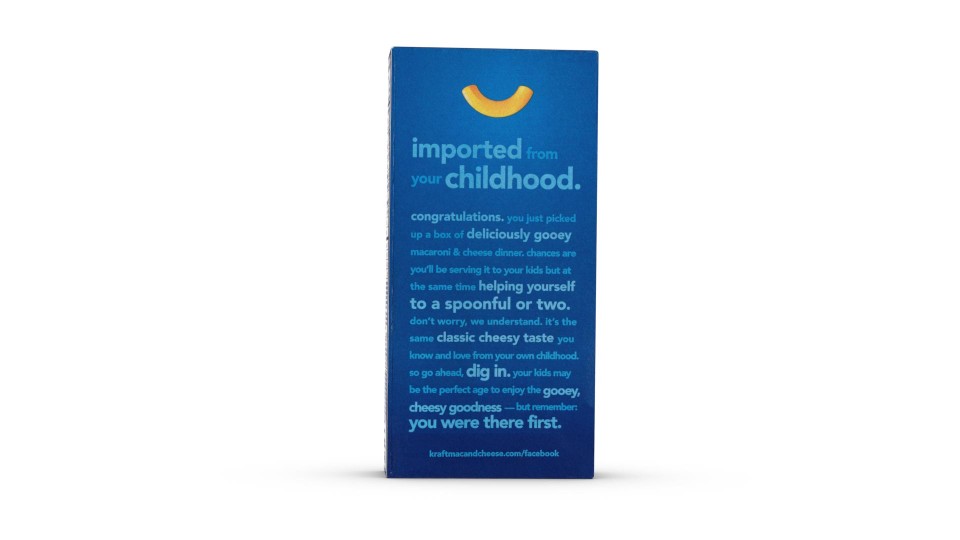 imported from
your childhood.
congratulations. you just picked
up a box of deliciously gooey
macaroni & cheese dinner. chances are
you'll be serving it to your kids but at
the same time helping yourself
to a spoonful or two.
don't worry, we understand. it's the
same classic cheesy taste you
know and love from your own childhood.
so go ahead, dig in. your kids may
be the perfect age to enjoy the gooey,
cheesy goodness — but remember:
you were there first.
kraftmacandcheese.com/facebook